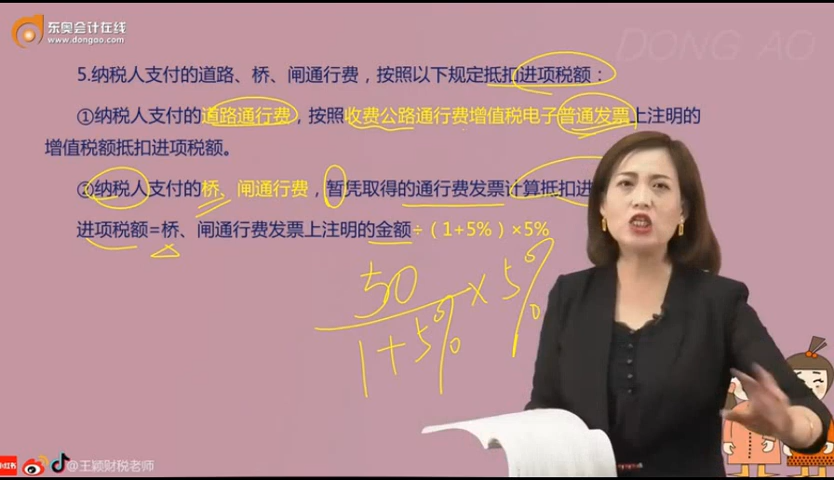 东奥会计在线
www.dongao.com
DONG AO
5.纳税人支付的道路、桥、闸通行费，按照以下规定抵扣进项税额：
①纳税人支付的道路通行费，按照收费公路通行费增值税电子普通发票上注明的
增值税额抵扣进项税额。
②纳税人支付的桥、闸通行费，暂凭取得的通行费发票计算抵扣进
进项税额=桥、闸通行费发票上注明的金额÷（1+5%）×5%
50
× 5%
1+5%
小红书
@王颖财税老师